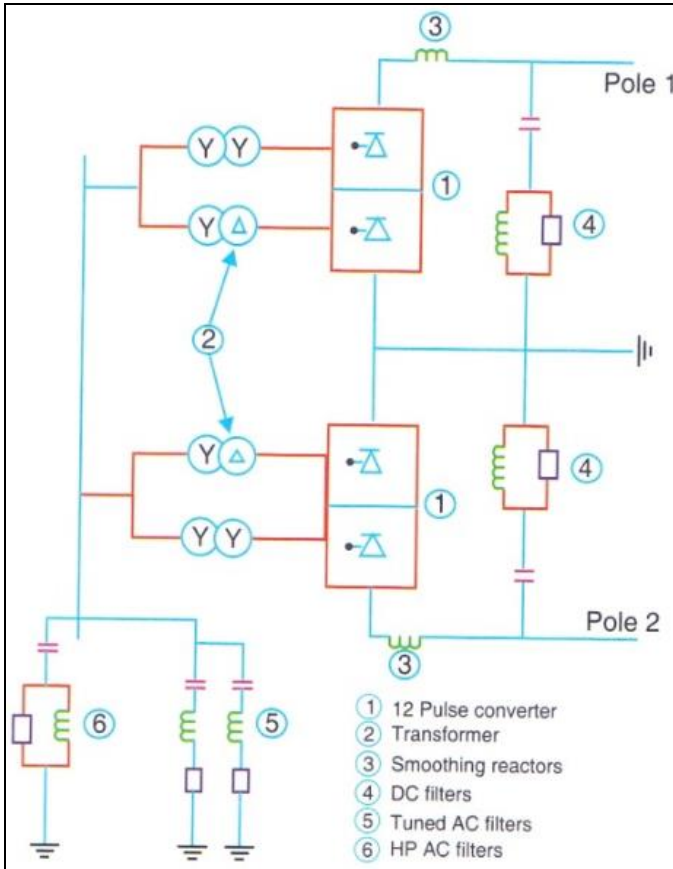 3
Pole 1
Y Y
1
Y Δ
4
2
Y Δ
4
1
Y Y
Pole 2
3
6
5
1 12 Pulse converter
2 Transformer
3 Smoothing reactors
4 DC filters
5 Tuned AC filters
6 HP AC filters